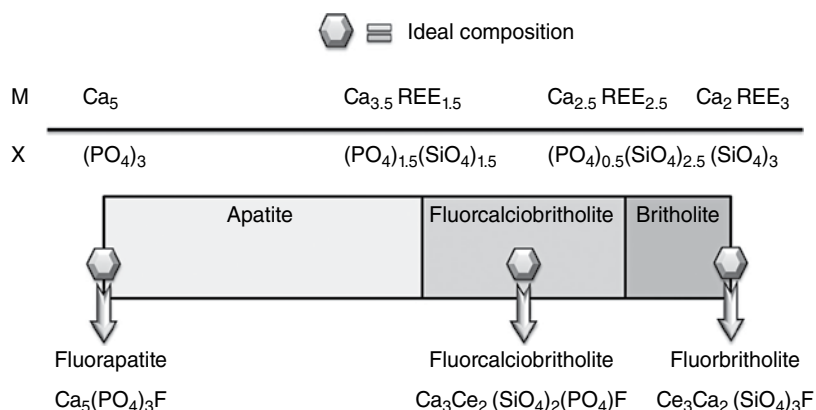 Ideal composition
M Ca₅ Ca₃.₅ REE₁.₅ Ca₂.₅ REE₂.₅ Ca₂ REE₃
X (PO₄)₃ (PO₄)₁.₅(SiO₄)₁.₅ (PO₄)₀.₅(SiO₄)₂.₅ (SiO₄)₃
Apatite Fluorcalciobritholite Britholite
Fluorapatite Fluorcalciobritholite Fluorbritholite
Ca₅(PO₄)₃F Ca₃Ce₂ (SiO₄)₂(PO₄)F Ce₃Ca₂ (SiO₄)₃F